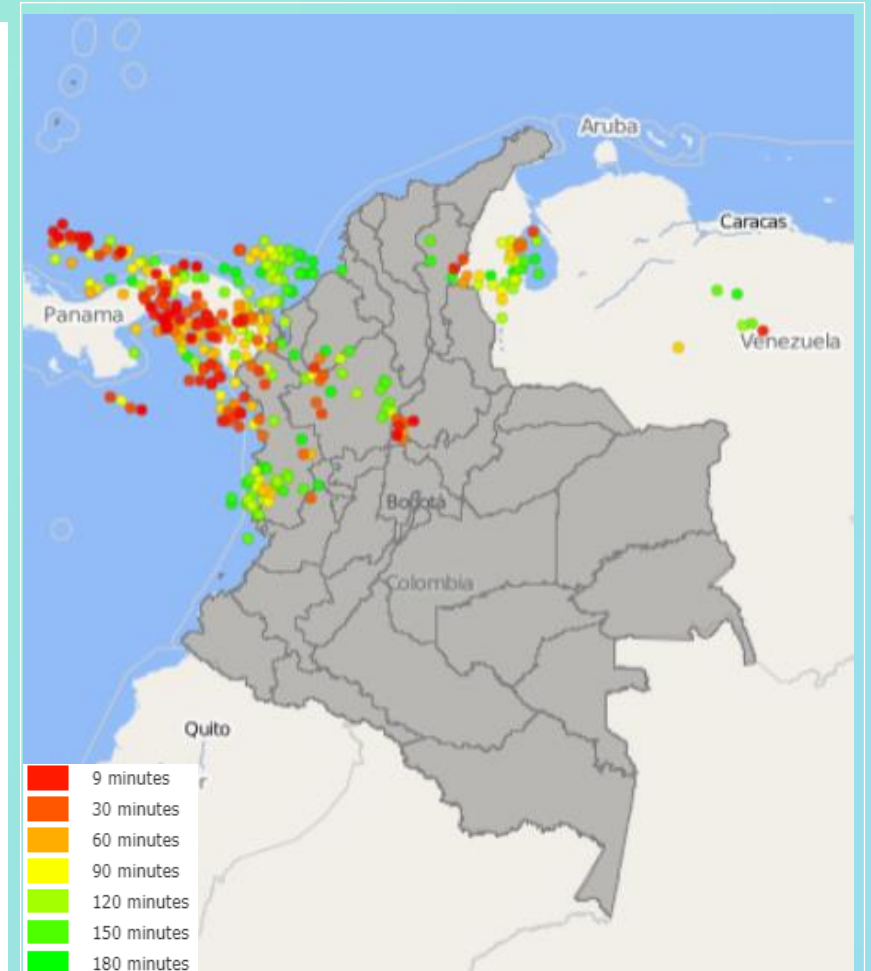 Aruba
Caracas
Panama
Venezuela
Bogotá
Colombia
Quito
r
9 minutes
30 minutes
60 minutes
90 minutes
120 minutes
150 minutes
180 minutes